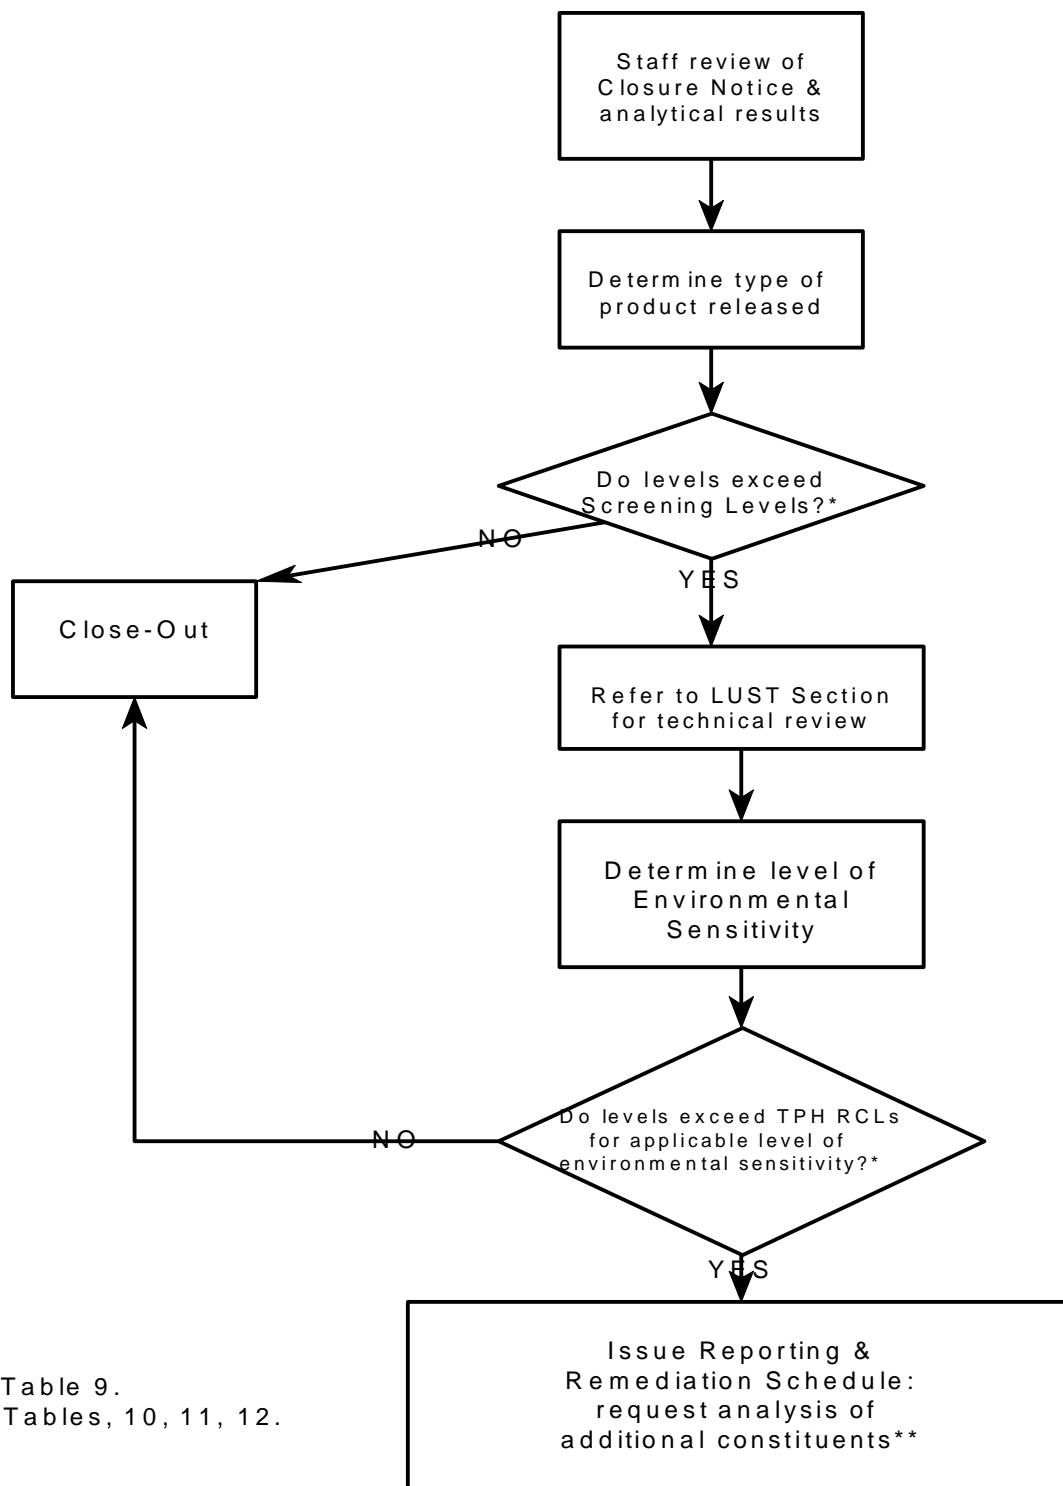 Staff review of
Closure Notice &
analytical results
Determine type of
product released
Do levels exceed
Screening Levels?*
NO
YES
Close-Out
Refer to LUST Section
for technical review
Determine level of
Environmental
Sensitivity
Do levels exceed TPH RCLs
for applicable level of
environmental sensitivity?*
NO
YES
Issue Reporting &
Remediation Schedule:
request analysis of
additional constituents**
Table 9.
Tables, 10, 11, 12.